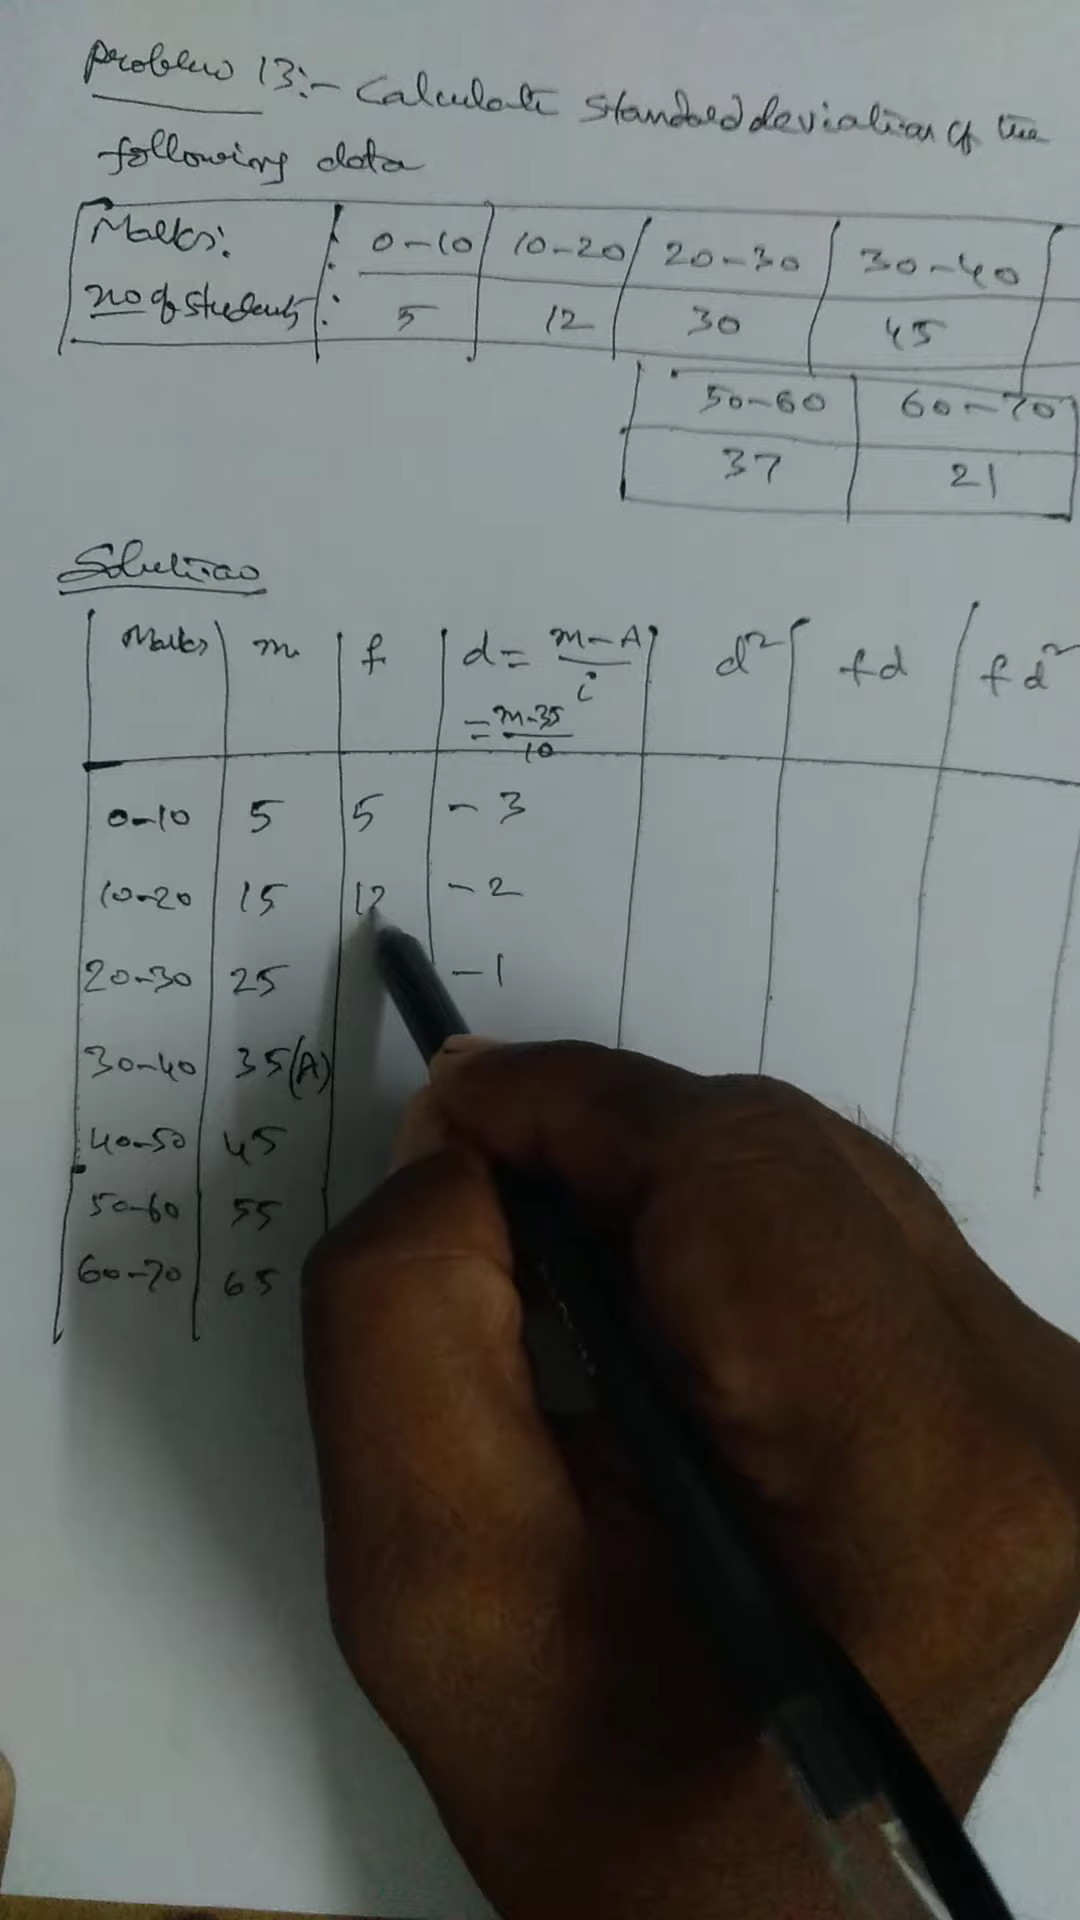 Problem 13:- Calculate standard deviation of the
following data
Marks: : 0-10 10-20 20-30 30-40
no of students : 5 12 30 45
50-60 60-70
37 21
Solution
Marks m f d = m-A/i d² fd fd²
= m-35/10
0-10 5 5 -3
10-20 15 12 -2
20-30 25 -1
30-40 35(A)
40-50 45
50-60 55
60-70 65